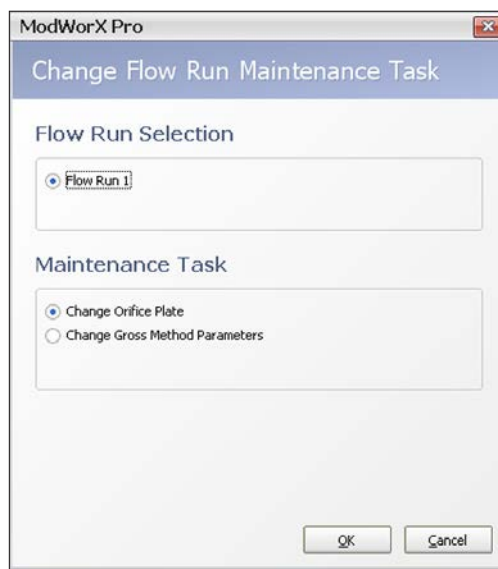 ModWorX Pro
Change Flow Run Maintenance Task
Flow Run Selection
Flow Run 1
Maintenance Task
Change Orifice Plate
Change Gross Method Parameters
OK
Cancel